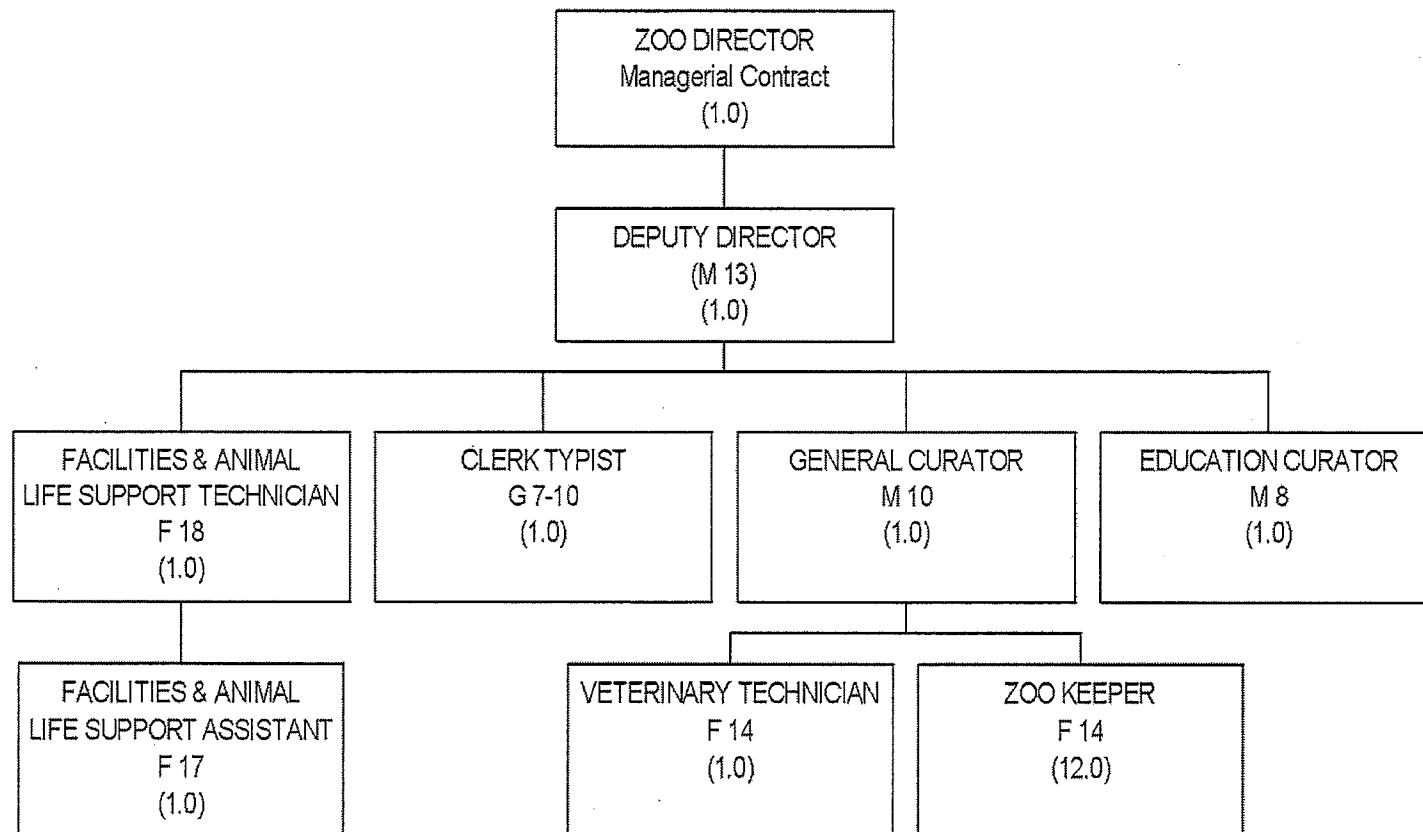 ZOO DIRECTOR
Managerial Contract
(1.0)
DEPUTY DIRECTOR
(M 13)
(1.0)
FACILITIES & ANIMAL
LIFE SUPPORT TECHNICIAN
F 18
(1.0)
CLERK TYPIST
G 7-10
(1.0)
GENERAL CURATOR
M 10
(1.0)
EDUCATION CURATOR
M 8
(1.0)
FACILITIES & ANIMAL
LIFE SUPPORT ASSISTANT
F 17
(1.0)
VETERINARY TECHNICIAN
F 14
(1.0)
ZOO KEEPER
F 14
(12.0)